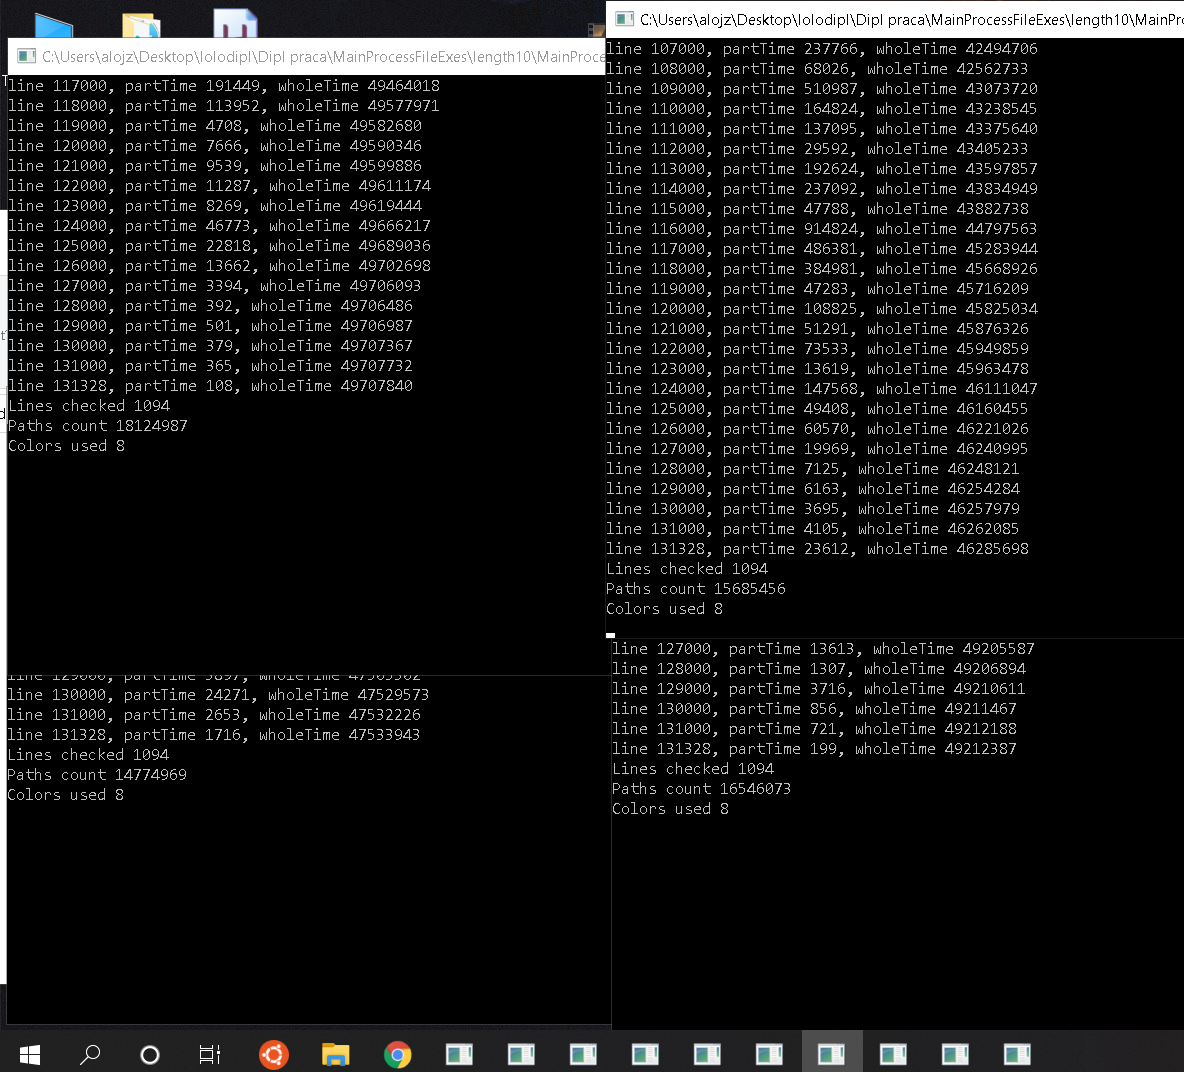 C:\Users\alojz\Desktop\lolodipl\Dipl praca\MainProcessFileExes\length10\MainProce
line 117000, partTime 191449, wholeTime 49464018
line 118000, partTime 113952, wholeTime 49577971
line 119000, partTime 4708, wholeTime 49582680
line 120000, partTime 7666, wholeTime 49590346
line 121000, partTime 9539, wholeTime 49599886
line 122000, partTime 11287, wholeTime 49611174
line 123000, partTime 8269, wholeTime 49619444
line 124000, partTime 46773, wholeTime 49666217
line 125000, partTime 22818, wholeTime 49689036
line 126000, partTime 13662, wholeTime 49702698
line 127000, partTime 3394, wholeTime 49706093
line 128000, partTime 392, wholeTime 49706486
line 129000, partTime 501, wholeTime 49706987
line 130000, partTime 379, wholeTime 49707367
line 131000, partTime 365, wholeTime 49707732
line 131328, partTime 108, wholeTime 49707840
Lines checked 1094
Paths count 18124987
Colors used 8
C:\Users\alojz\Desktop\lolodipl\Dipl praca\MainProcessFileExes\length10\MainPr
line 107000, partTime 237766, wholeTime 42494706
line 108000, partTime 68026, wholeTime 42562733
line 109000, partTime 510987, wholeTime 43073720
line 110000, partTime 164824, wholeTime 43238545
line 111000, partTime 137095, wholeTime 43375640
line 112000, partTime 29592, wholeTime 43405233
line 113000, partTime 192624, wholeTime 43597857
line 114000, partTime 237092, wholeTime 43834949
line 115000, partTime 47788, wholeTime 43882738
line 116000, partTime 914824, wholeTime 44797563
line 117000, partTime 486381, wholeTime 45283944
line 118000, partTime 384981, wholeTime 45668926
line 119000, partTime 47283, wholeTime 45716209
line 120000, partTime 108825, wholeTime 45825034
line 121000, partTime 51291, wholeTime 45876326
line 122000, partTime 73533, wholeTime 45949859
line 123000, partTime 13619, wholeTime 45963478
line 124000, partTime 147568, wholeTime 46111047
line 125000, partTime 49408, wholeTime 46160455
line 126000, partTime 60570, wholeTime 46221026
line 127000, partTime 19969, wholeTime 46240995
line 128000, partTime 7125, wholeTime 46248121
line 129000, partTime 6163, wholeTime 46254284
line 130000, partTime 3695, wholeTime 46257979
line 131000, partTime 4105, wholeTime 46262085
line 131328, partTime 23612, wholeTime 46285698
Lines checked 1094
Paths count 15685456
Colors used 8
line 129000, partTime wholeTime
line 130000, partTime 24271, wholeTime 47529573
line 131000, partTime 2653, wholeTime 47532226
line 131328, partTime 1716, wholeTime 47533943
Lines checked 1094
Paths count 14774969
Colors used 8
line 127000, partTime 13613, wholeTime 49205587
line 128000, partTime 1307, wholeTime 49206894
line 129000, partTime 3716, wholeTime 49210611
line 130000, partTime 856, wholeTime 49211467
line 131000, partTime 721, wholeTime 49212188
line 131328, partTime 199, wholeTime 49212387
Lines checked 1094
Paths count 16546073
Colors used 8